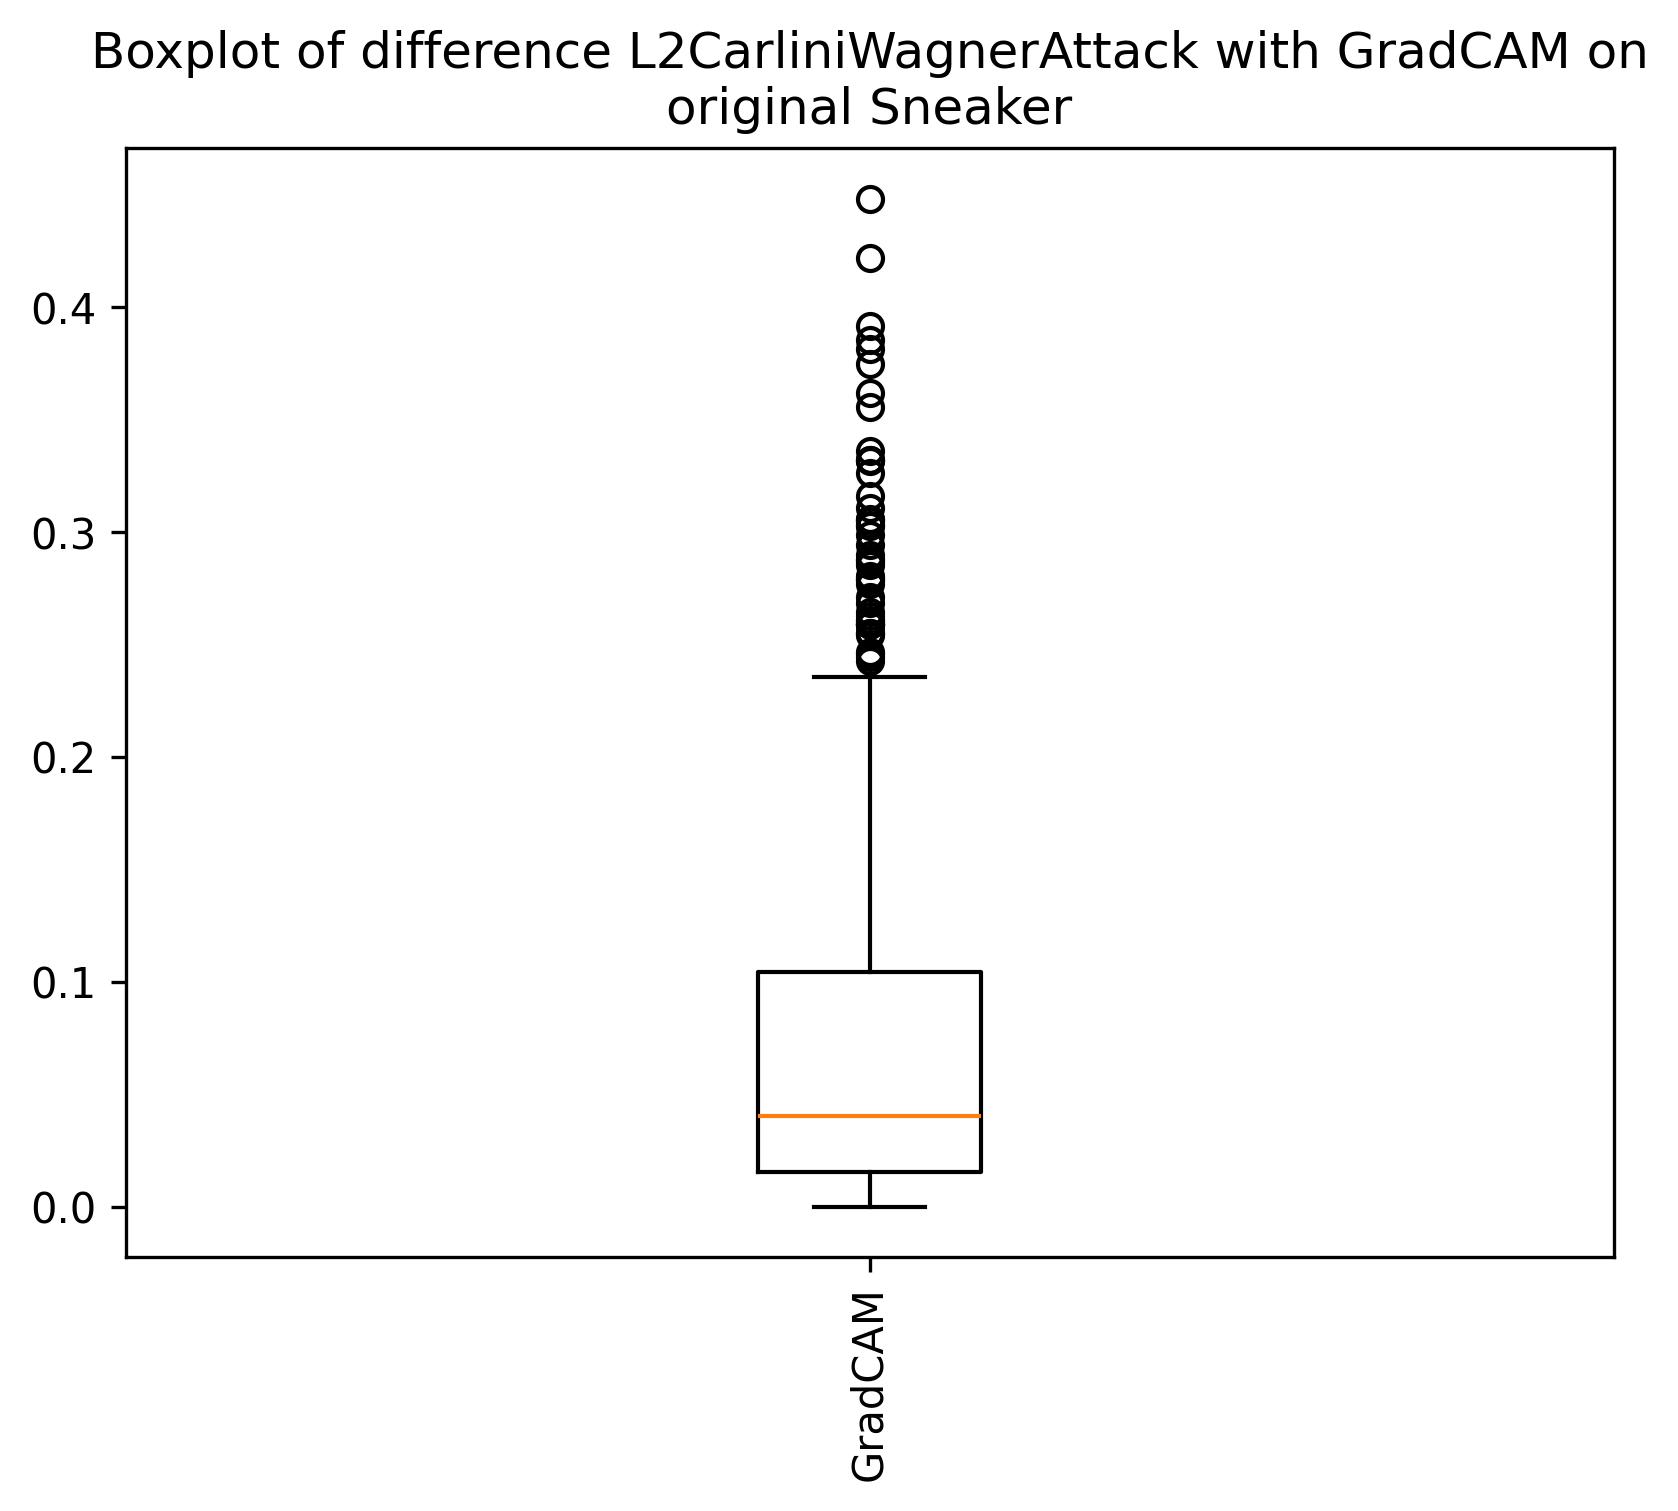 Boxplot of difference L2CarliniWagnerAttack with GradCAM on
original Sneaker
0.4
0.3
0.2
0.1
0.0
GradCAM